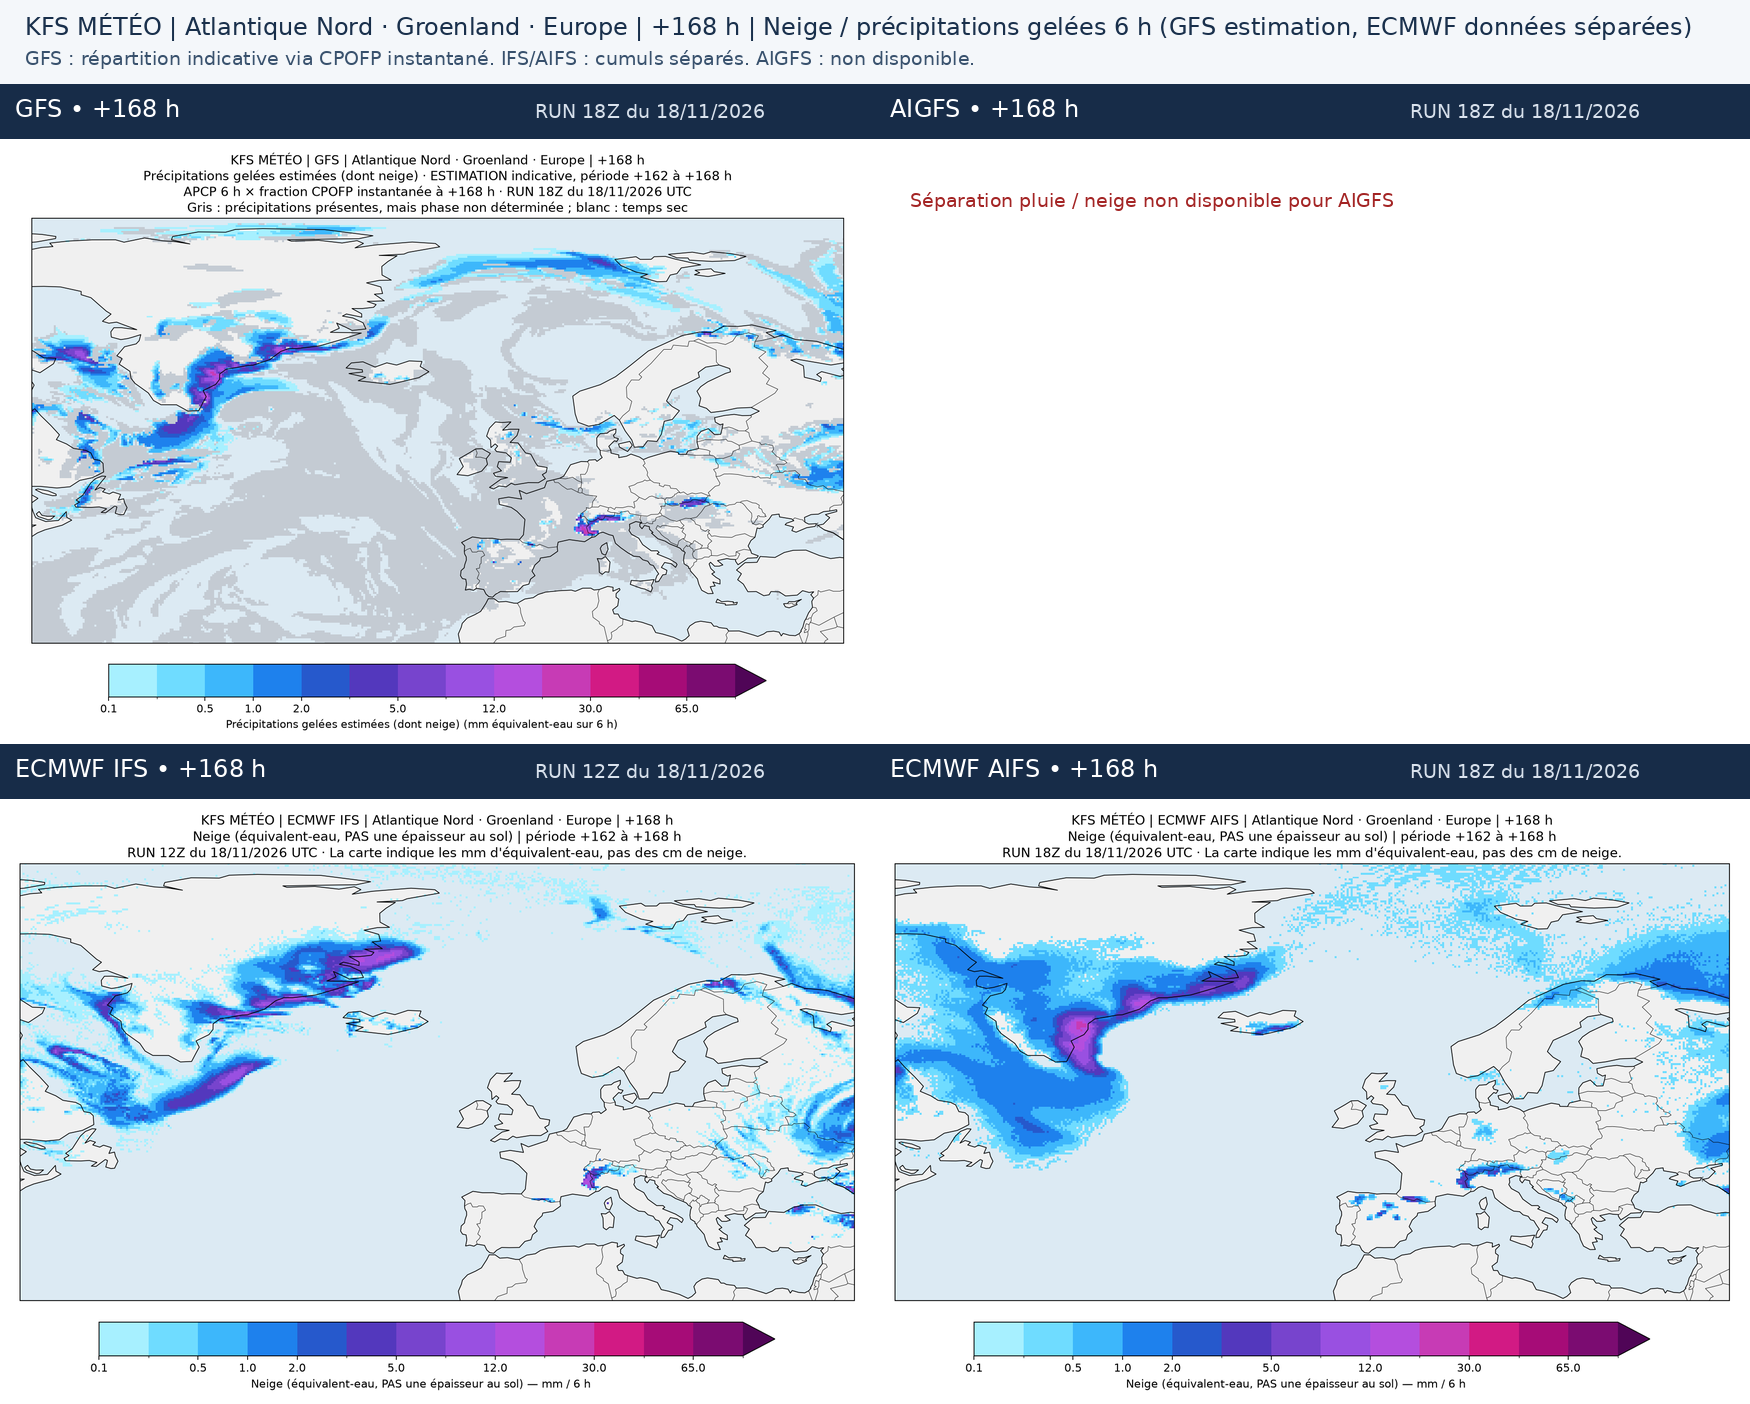 KFS MÉTÉO | Atlantique Nord · Groenland · Europe | +168 h | Neige / précipitations gelées 6 h (GFS estimation, ECMWF données séparées)
GFS : répartition indicative via CPOFP instantané. IFS/AIFS : cumuls séparés. AIGFS : non disponible.
GFS • +168 h
RUN 18Z du 18/11/2026
AIGFS • +168 h
RUN 18Z du 18/11/2026
KFS MÉTÉO | GFS | Atlantique Nord · Groenland · Europe | +168 h
Précipitations gelées estimées (dont neige) · ESTIMATION indicative, période +162 à +168 h
APCP 6 h × fraction CPOFP instantanée à +168 h · RUN 18Z du 18/11/2026 UTC
Gris : précipitations présentes, mais phase non déterminée ; blanc : temps sec
Séparation pluie / neige non disponible pour AIGFS
0.1 0.5 1.0 2.0 5.0 12.0 30.0 65.0
Précipitations gelées estimées (dont neige) (mm équivalent-eau sur 6 h)
ECMWF IFS • +168 h
RUN 12Z du 18/11/2026
ECMWF AIFS • +168 h
RUN 18Z du 18/11/2026
KFS MÉTÉO | ECMWF IFS | Atlantique Nord · Groenland · Europe | +168 h
Neige (équivalent-eau, PAS une épaisseur au sol) | période +162 à +168 h
RUN 12Z du 18/11/2026 UTC · La carte indique les mm d'équivalent-eau, pas des cm de neige.
KFS MÉTÉO | ECMWF AIFS | Atlantique Nord · Groenland · Europe | +168 h
Neige (équivalent-eau, PAS une épaisseur au sol) | période +162 à +168 h
RUN 18Z du 18/11/2026 UTC · La carte indique les mm d'équivalent-eau, pas des cm de neige.
0.1 0.5 1.0 2.0 5.0 12.0 30.0 65.0
Neige (équivalent-eau, PAS une épaisseur au sol) — mm / 6 h
0.1 0.5 1.0 2.0 5.0 12.0 30.0 65.0
Neige (équivalent-eau, PAS une épaisseur au sol) — mm / 6 h